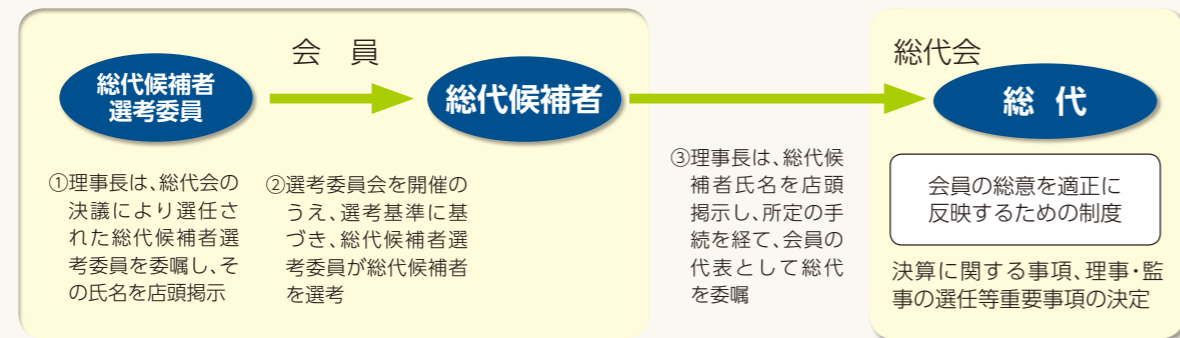 会　員
総代候補者
選考委員
総代候補者
①理事長は、総代会の
決議により選任さ
れた総代候補者選
考委員を委嘱し、そ
の氏名を店頭掲示
②選考委員会を開催の
うえ、選考基準に基
づき、総代候補者選
考委員が総代候補者
を選考
③理事長は、総代候
補者氏名を店頭
掲示し、所定の手
続を経て、会員の
代表として総代
を委嘱
総代会
総　代
会員の総意を適正に
反映するための制度
決算に関する事項、理事・監
事の選任等重要事項の決定